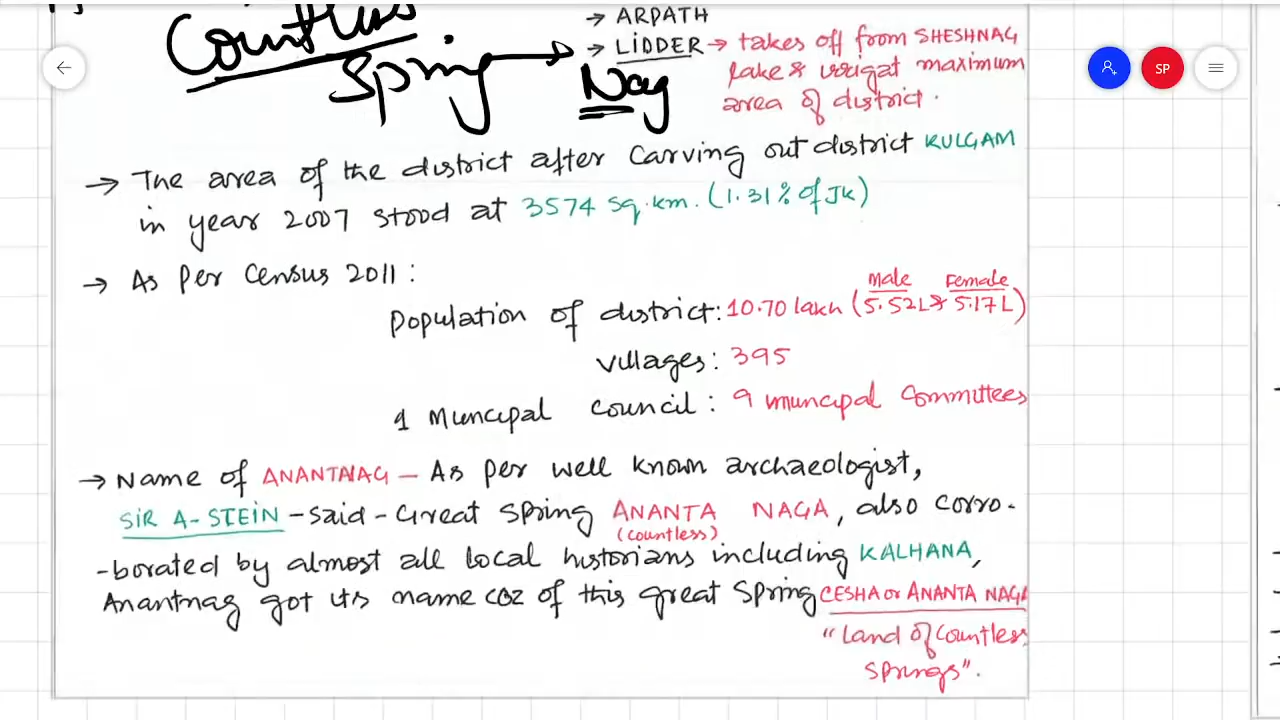 Countless
Spring → Nag
→ ARPATH
→ LIDDER → takes off from SHESHNAG
lake & irrigat maximum
area of district.
→ The area of the district after carving out district KULGAM
in year 2007 stood at 3574 sq.km. (1.31% of JK)
→ As per Census 2011:
Male Female
Population of district: 10.70 lakh (5.52L & 5.17L)
villages: 395
1 Muncipal council: 9 muncipal Committees
→ Name of ANANTNAG – As per well known archaeologist,
SIR A-STEIN – said – Great Spring ANANTA NAGA, also corro-
(countless)
-borated by almost all local historians including KALHANA,
Anantnag got its name coz of this great Spring CESHA or ANANTA NAGA
"Land of Countless
Springs".
SP